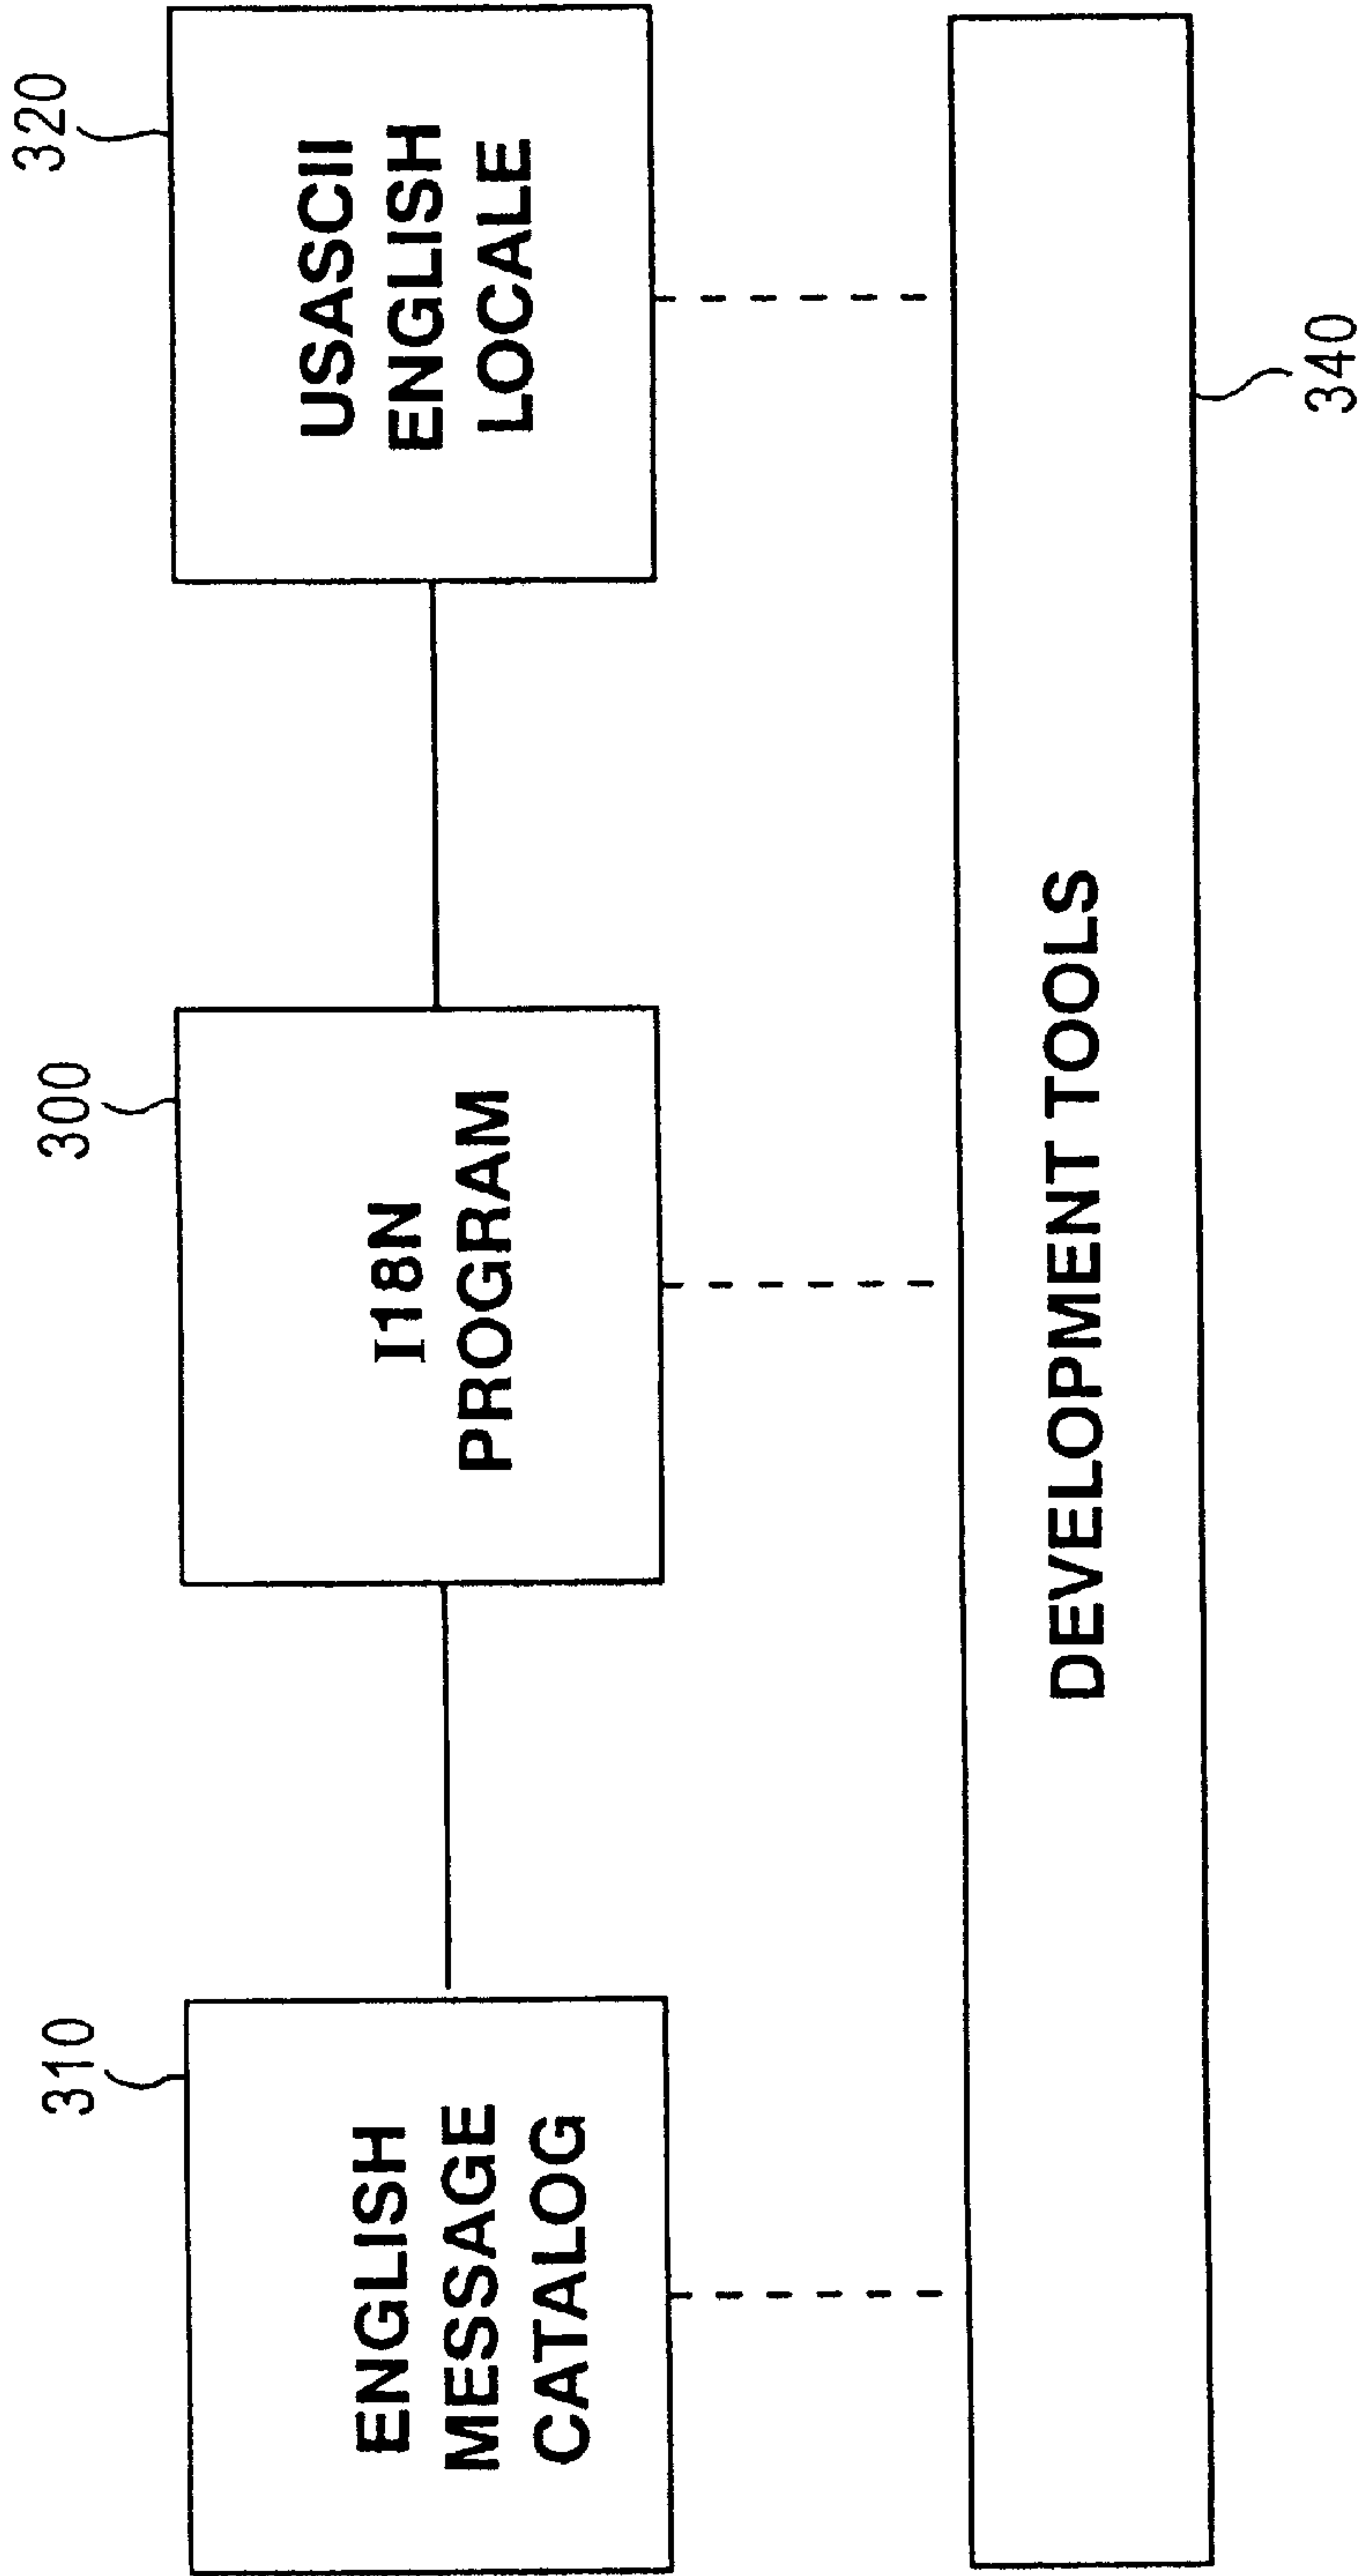 310
ENGLISH
MESSAGE
CATALOG
300
I18N
PROGRAM
320
USASCII
ENGLISH
LOCALE
DEVELOPMENT TOOLS
340